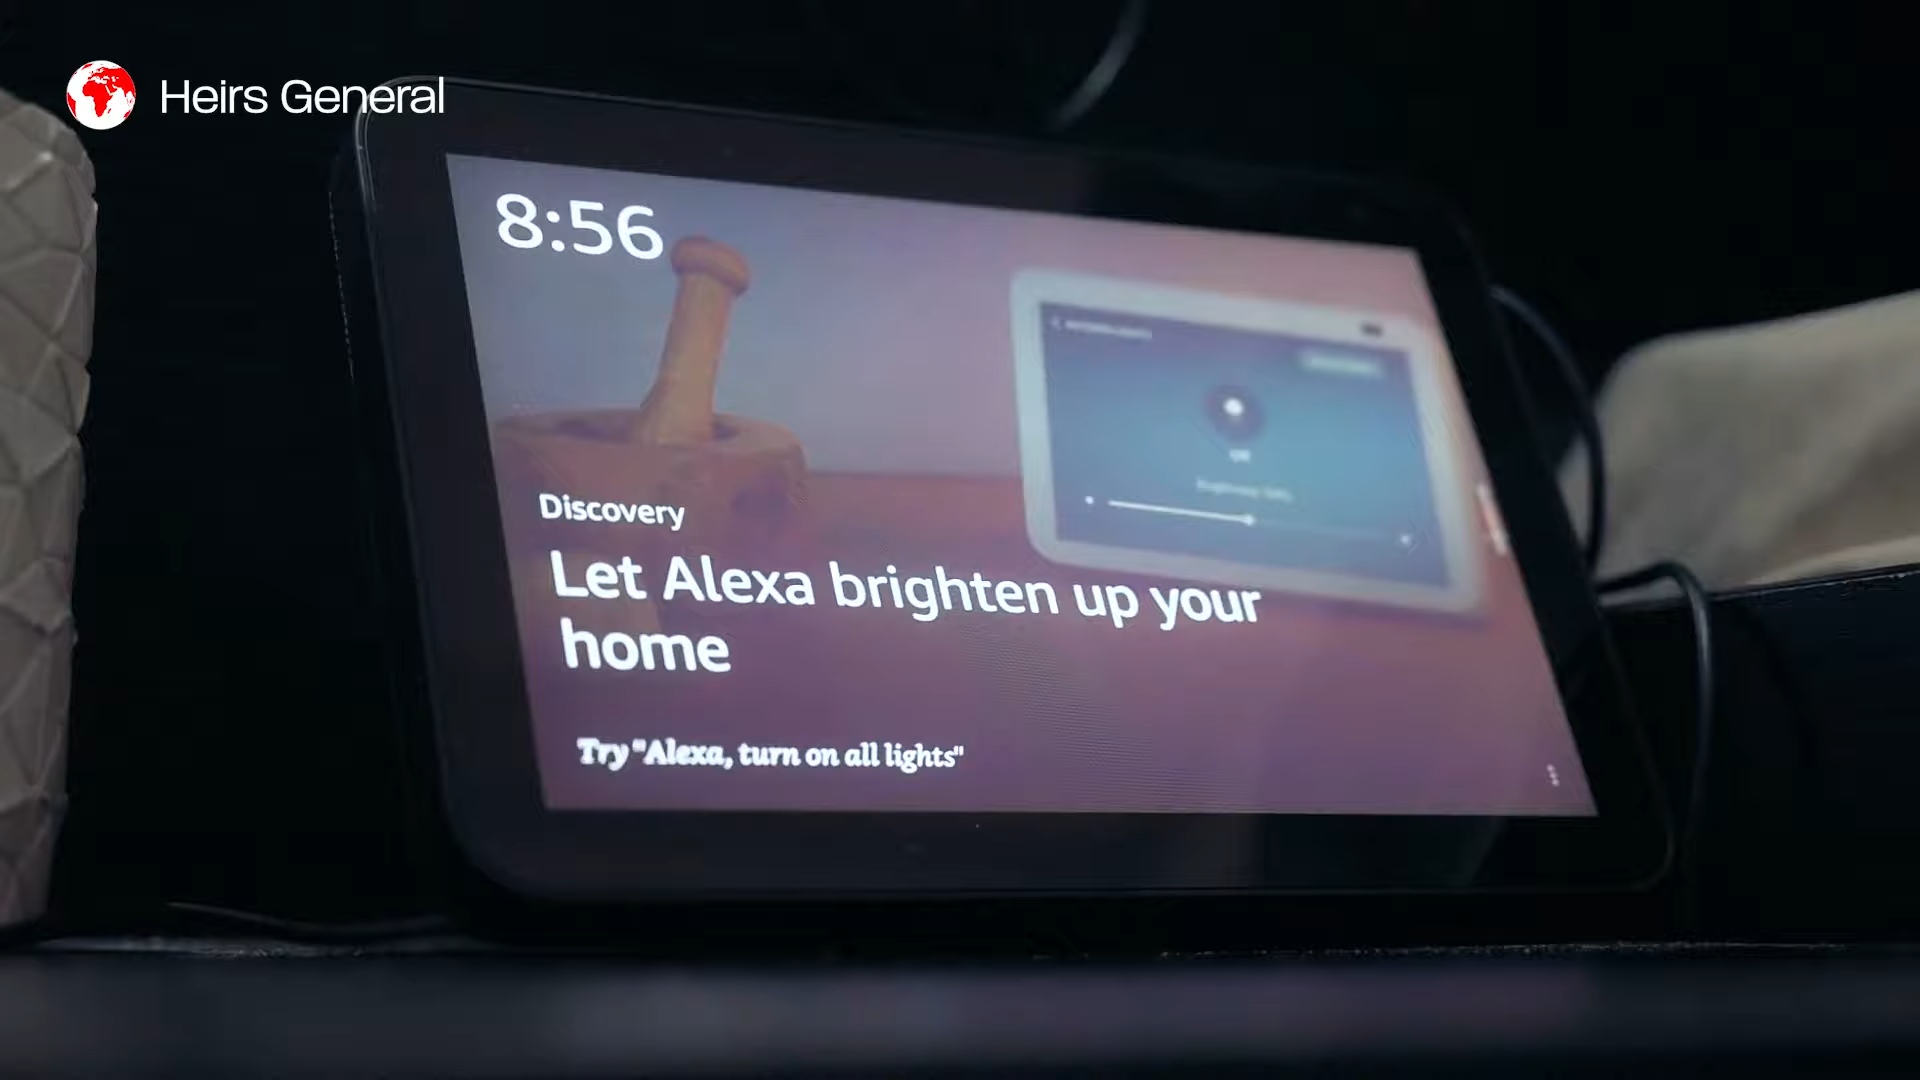 Heirs General
8:56
Discovery
Let Alexa brighten up your
home
Try "Alexa, turn on all lights"